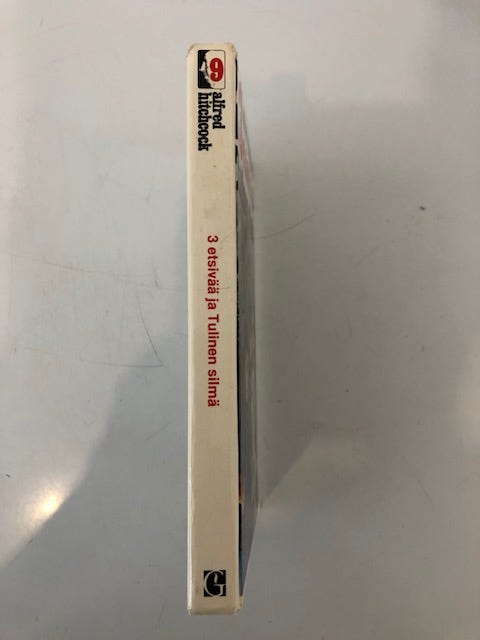 9
alfred
hitchcock
3 etsivää ja Tulinen silmä